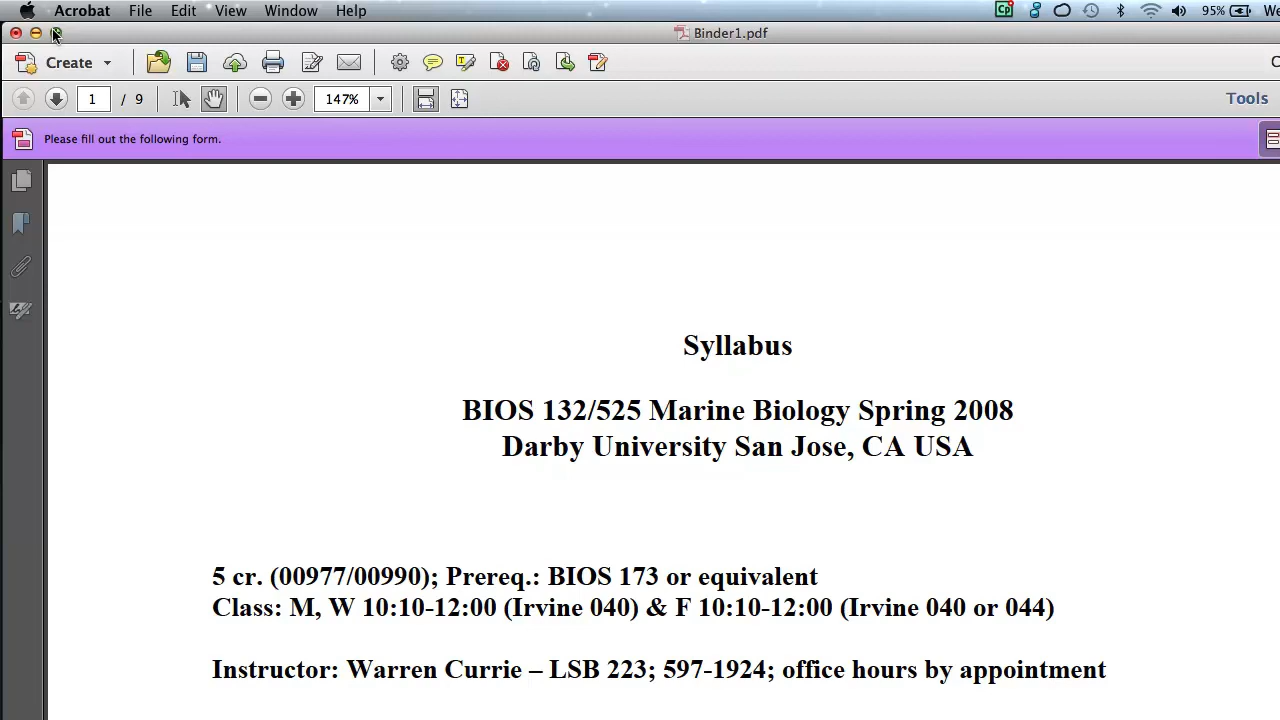 Acrobat File Edit View Window Help Cp 95% We
Binder1.pdf
Create
1 / 9 147% Tools
Please fill out the following form.
Syllabus
BIOS 132/525 Marine Biology Spring 2008
Darby University San Jose, CA USA
5 cr. (00977/00990); Prereq.: BIOS 173 or equivalent
Class: M, W 10:10-12:00 (Irvine 040) & F 10:10-12:00 (Irvine 040 or 044)
Instructor: Warren Currie – LSB 223; 597-1924; office hours by appointment